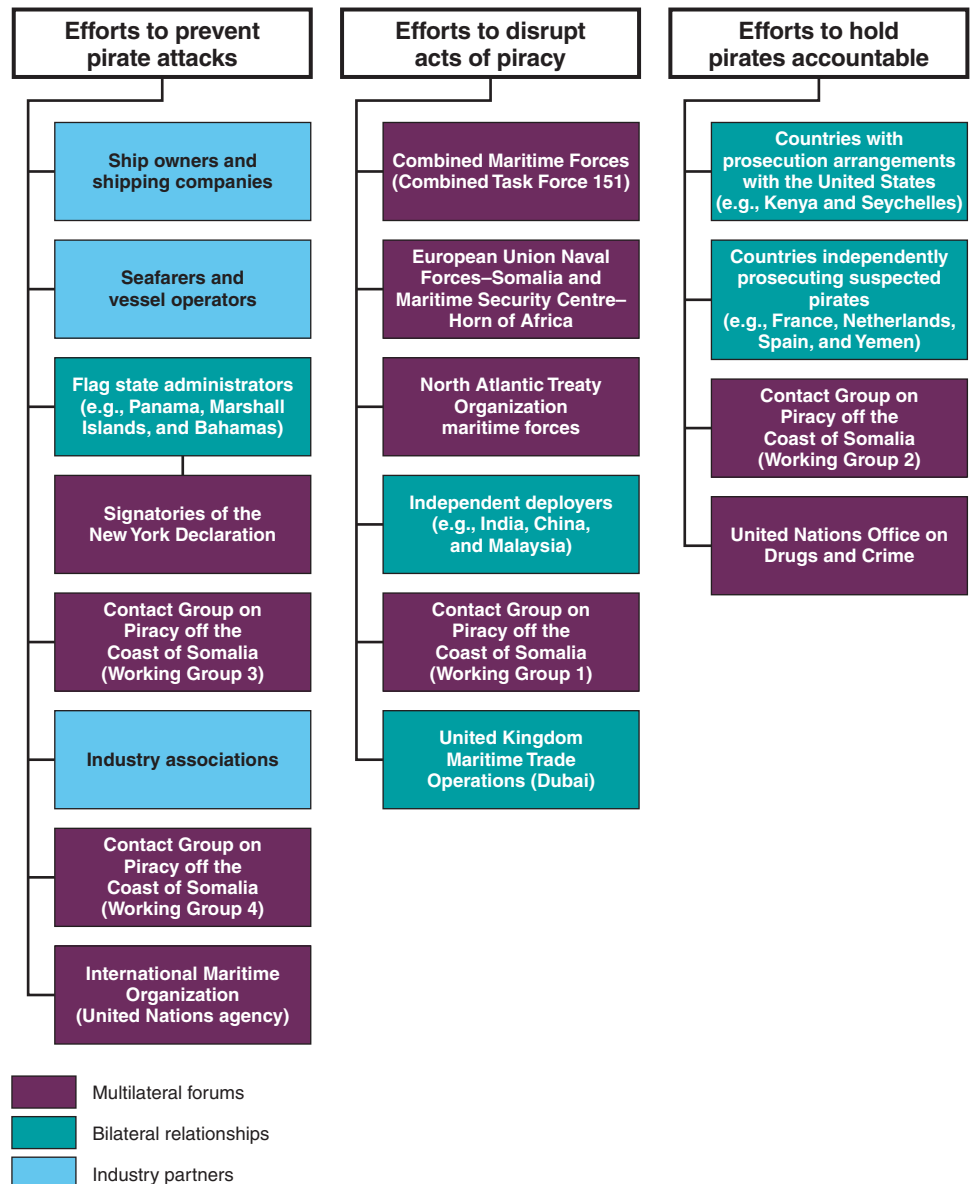 Efforts to prevent
pirate attacks
Ship owners and
shipping companies
Seafarers and
vessel operators
Flag state administrators
(e.g., Panama, Marshall
Islands, and Bahamas)
Signatories of the
New York Declaration
Contact Group on
Piracy off the
Coast of Somalia
(Working Group 3)
Industry associations
Contact Group on
Piracy off the
Coast of Somalia
(Working Group 4)
International Maritime
Organization
(United Nations agency)
Efforts to disrupt
acts of piracy
Combined Maritime Forces
(Combined Task Force 151)
European Union Naval
Forces–Somalia and
Maritime Security Centre–
Horn of Africa
North Atlantic Treaty
Organization
maritime forces
Independent deployers
(e.g., India, China,
and Malaysia)
Contact Group on
Piracy off the
Coast of Somalia
(Working Group 1)
United Kingdom
Maritime Trade
Operations (Dubai)
Efforts to hold
pirates accountable
Countries with
prosecution arrangements
with the United States
(e.g., Kenya and Seychelles)
Countries independently
prosecuting suspected
pirates
(e.g., France, Netherlands,
Spain, and Yemen)
Contact Group on
Piracy off the
Coast of Somalia
(Working Group 2)
United Nations Office on
Drugs and Crime
Multilateral forums
Bilateral relationships
Industry partners